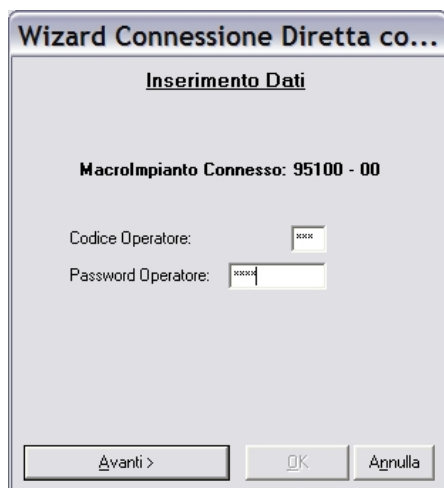 Wizard Connessione Diretta co...
Inserimento Dati
MacroImpianto Connesso: 95100 - 00
Codice Operatore: ***
Password Operatore: ****
Avanti > OK Annulla